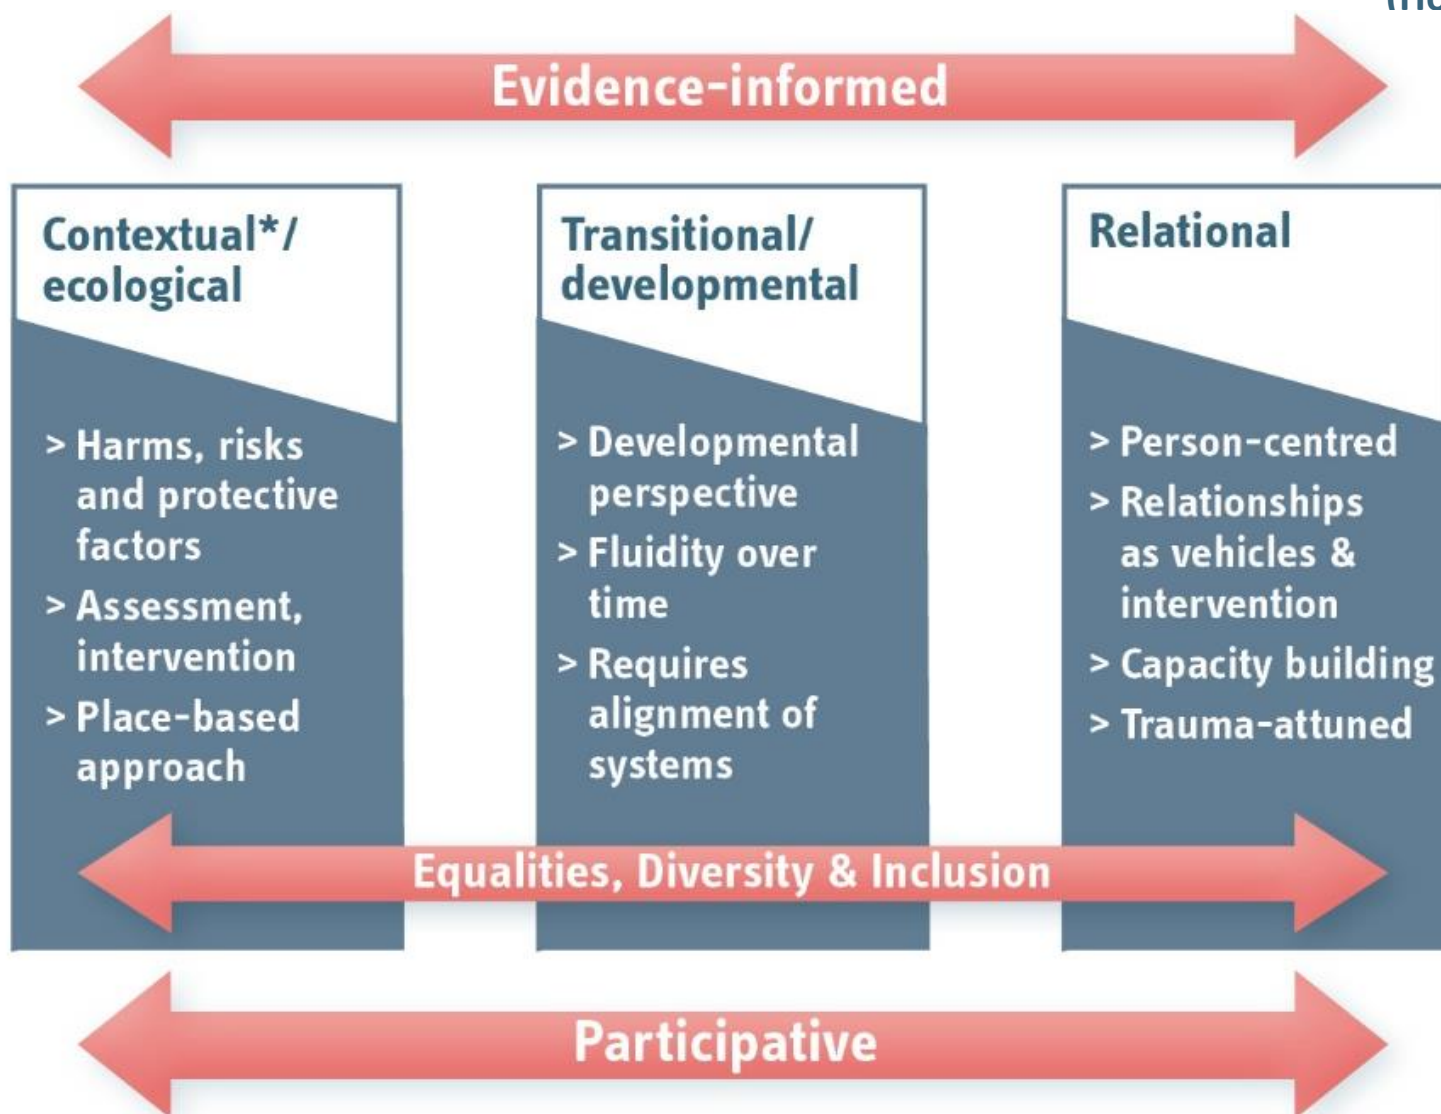 Evidence-informed
Contextual*/
ecological
> Harms, risks
and protective
factors
> Assessment,
intervention
> Place-based
approach
Transitional/
developmental
> Developmental
perspective
> Fluidity over
time
> Requires
alignment of
systems
Relational
> Person-centred
> Relationships
as vehicles &
intervention
> Capacity building
> Trauma-attuned
Equalities, Diversity & Inclusion
Participative